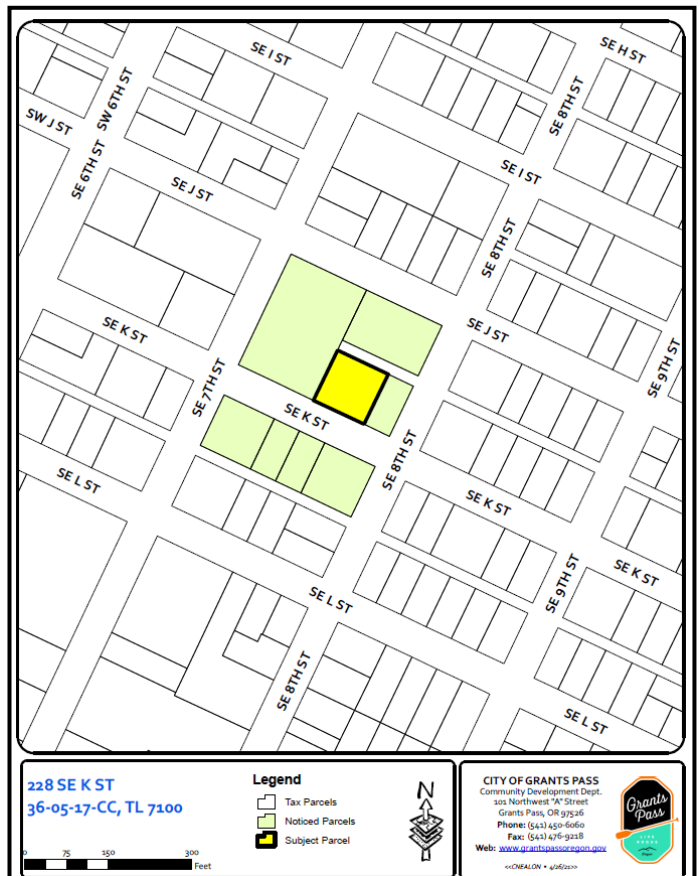 SE I ST
SE H ST
SW 6TH ST
SE 8TH ST
SW J ST
SE 6TH ST
SE I ST
SE J ST
SE 8TH ST
SE K ST
SE J ST
SE 7TH ST
SE 9TH ST
SE K ST
SE 8TH ST
SE L ST
SE K ST
SE 9TH ST
SE K ST
SE L ST
SE 8TH ST
SE L ST
228 SE K ST
36-05-17-CC, TL 7100
0 75 150 300
Feet
Legend
Tax Parcels
Noticed Parcels
Subject Parcel
N
CITY OF GRANTS PASS
Community Development Dept.
101 Northwest "A" Street
Grants Pass, OR 97526
Phone: (541) 450-6060
Fax: (541) 476-9218
Web: www.grantspassoregon.gov
<<CNEALON • 4/26/21>>
Grants
Pass